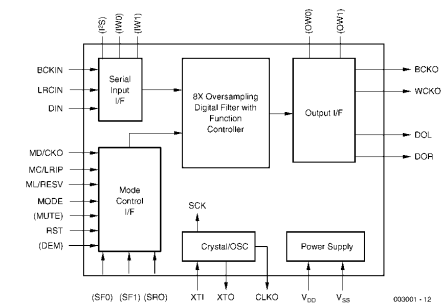 (I²S)
(IW0)
(IW1)
(OW0)
(OW1)
BCKIN
LRCIN
DIN
Serial
Input
I/F
8X Oversampling
Digital Filter with
Function
Controller
Output I/F
BCKO
WCKO
DOL
DOR
MD/CKO
MC/LRIP
ML/RESV
MODE
(MUTE)
RST
(DEM)
Mode
Control
I/F
SCK
Crystal/OSC
Power Supply
(SF0)
(SF1)
(SRO)
XTI
XTO
CLKO
VDD
VSS
003001 - 12